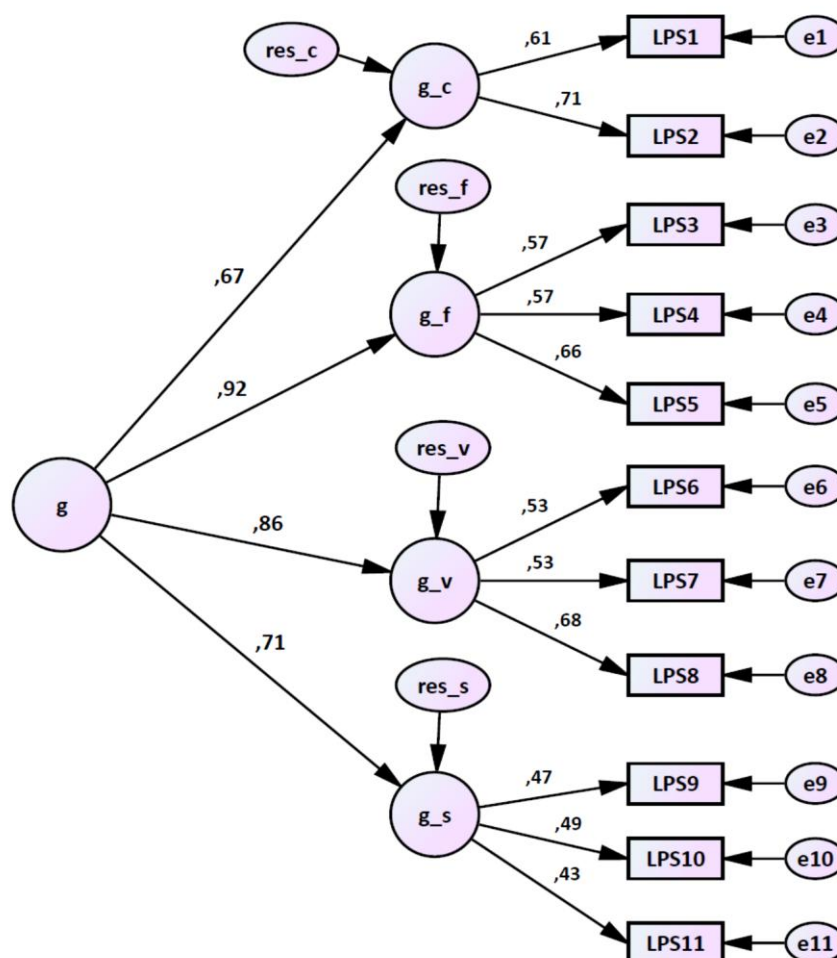 res_c
g_c
,61
LPS1
e1
,71
LPS2
e2
res_f
g_f
,57
LPS3
e3
,57
LPS4
e4
,66
LPS5
e5
,67
,92
g
,86
,71
res_v
g_v
,53
LPS6
e6
,53
LPS7
e7
,68
LPS8
e8
res_s
g_s
,47
LPS9
e9
,49
LPS10
e10
,43
LPS11
e11